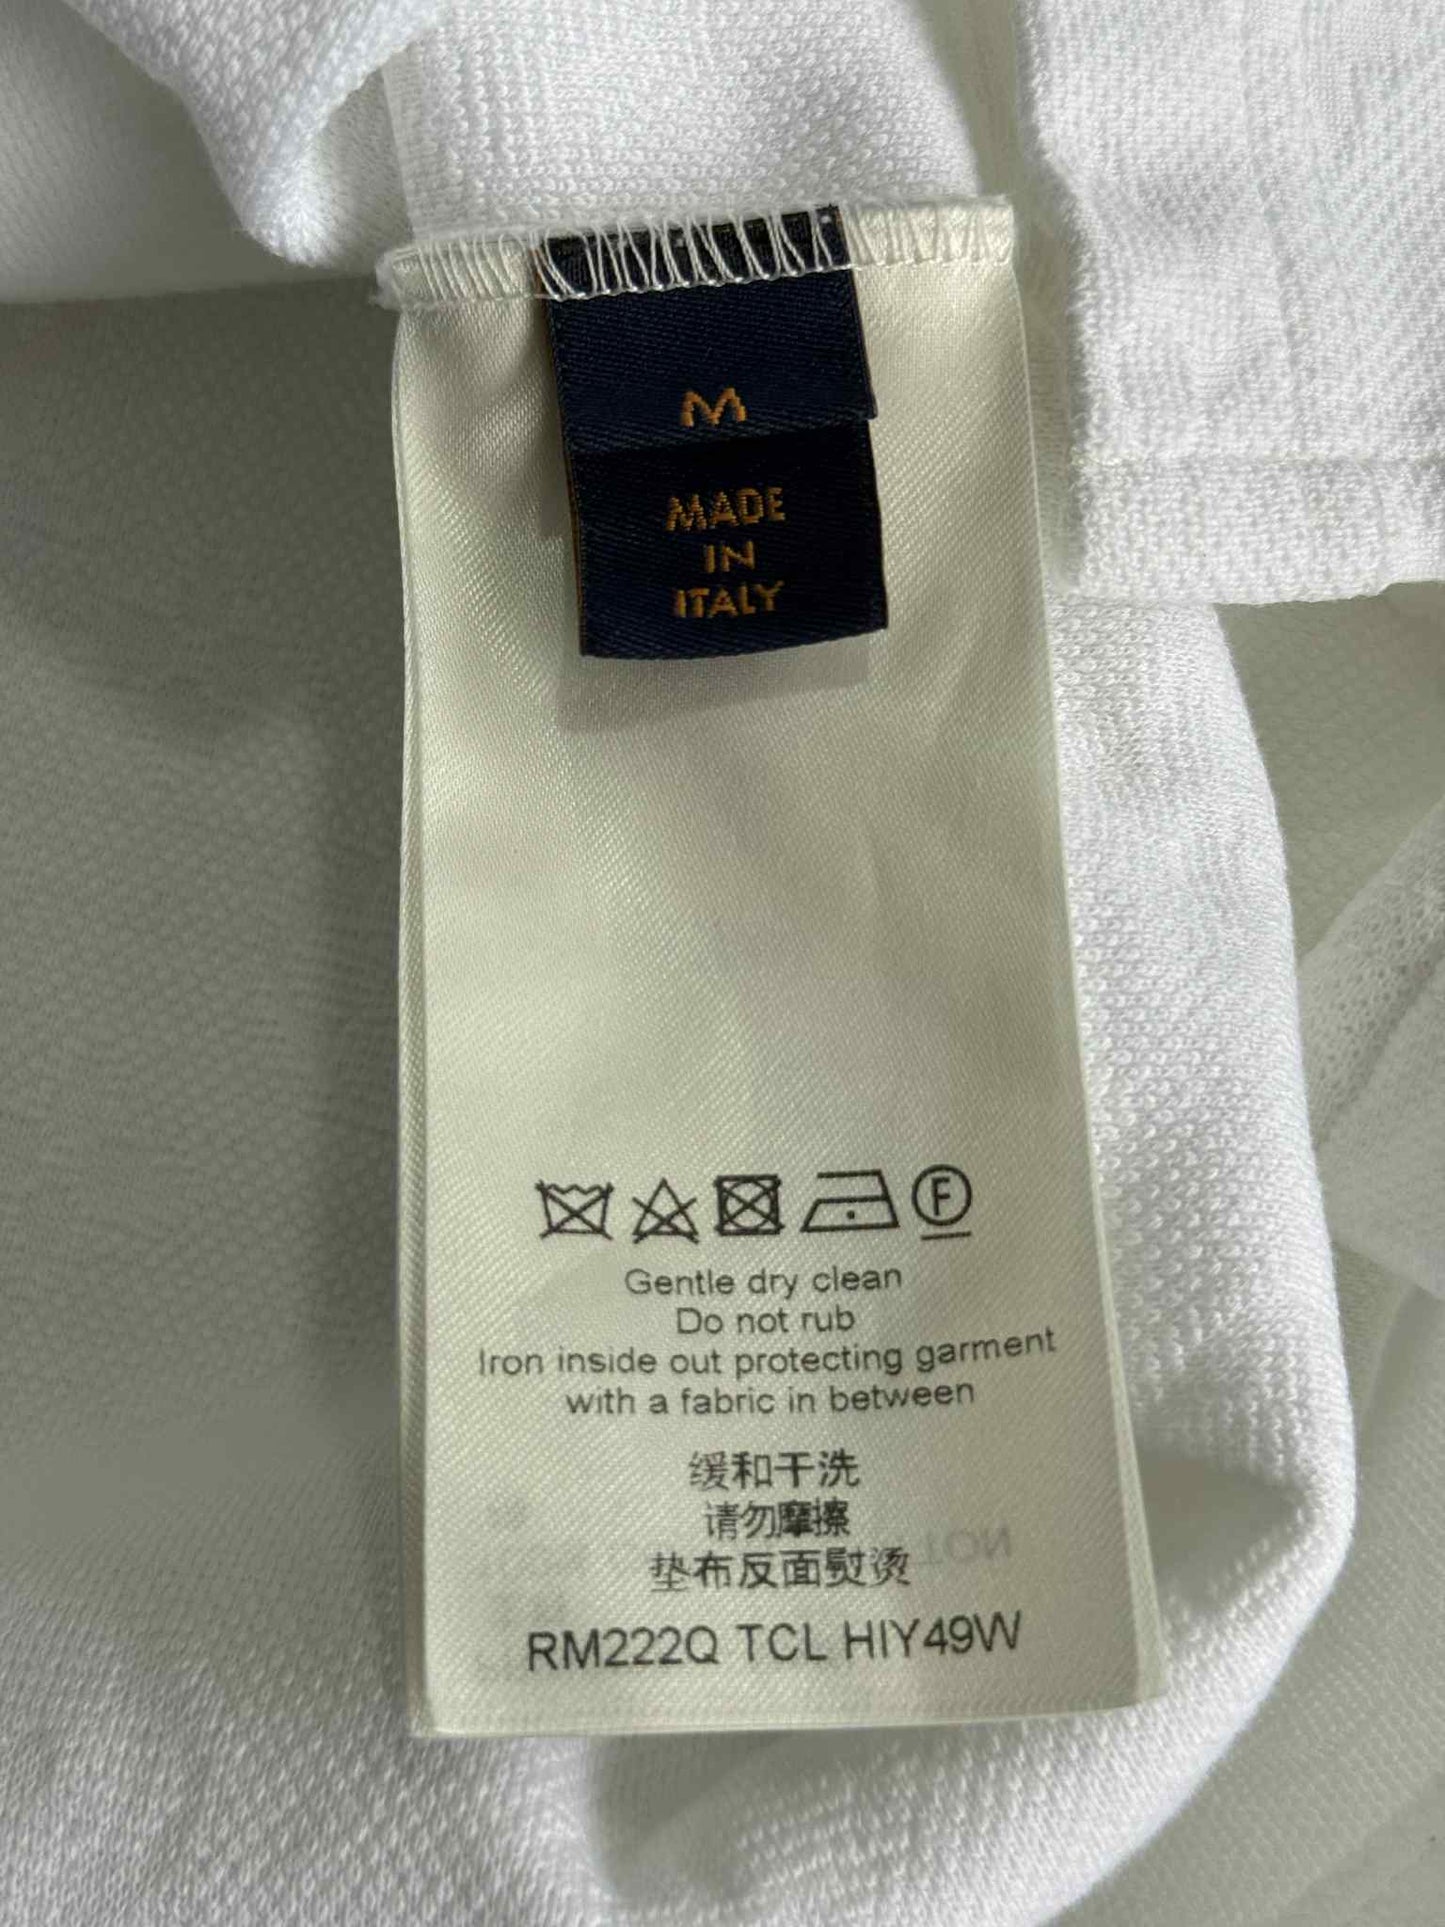 M
MADE
IN
ITALY
F
Gentle dry clean
Do not rub
Iron inside out protecting garment
with a fabric in between
缓和干洗
请勿摩擦
垫布反面熨烫
RM222Q TCL HIY49W